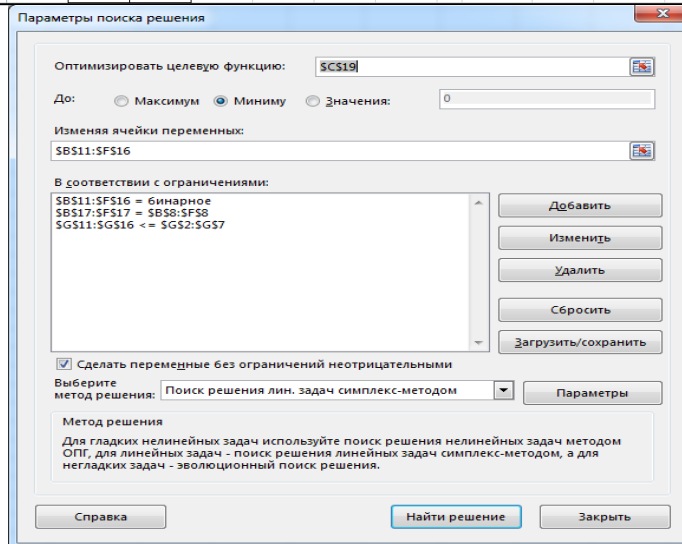 Параметры поиска решения
Оптимизировать целевую функцию: $C$19
До: Максимум Миниму Значения: 0
Изменяя ячейки переменных:
$B$11:$F$16
В соответствии с ограничениями:
$B$11:$F$16 = бинарное
$B$17:$F$17 = $B$8:$F$8
$G$11:$G$16 <= $G$2:$G$7
Добавить
Изменить
Удалить
Сбросить
Загрузить/сохранить
Сделать переменные без ограничений неотрицательными
Выберите
метод решения: Поиск решения лин. задач симплекс-методом Параметры
Метод решения
Для гладких нелинейных задач используйте поиск решения нелинейных задач методом
ОПГ, для линейных задач - поиск решения линейных задач симплекс-методом, а для
негладких задач - эволюционный поиск решения.
Справка Найти решение Закрыть